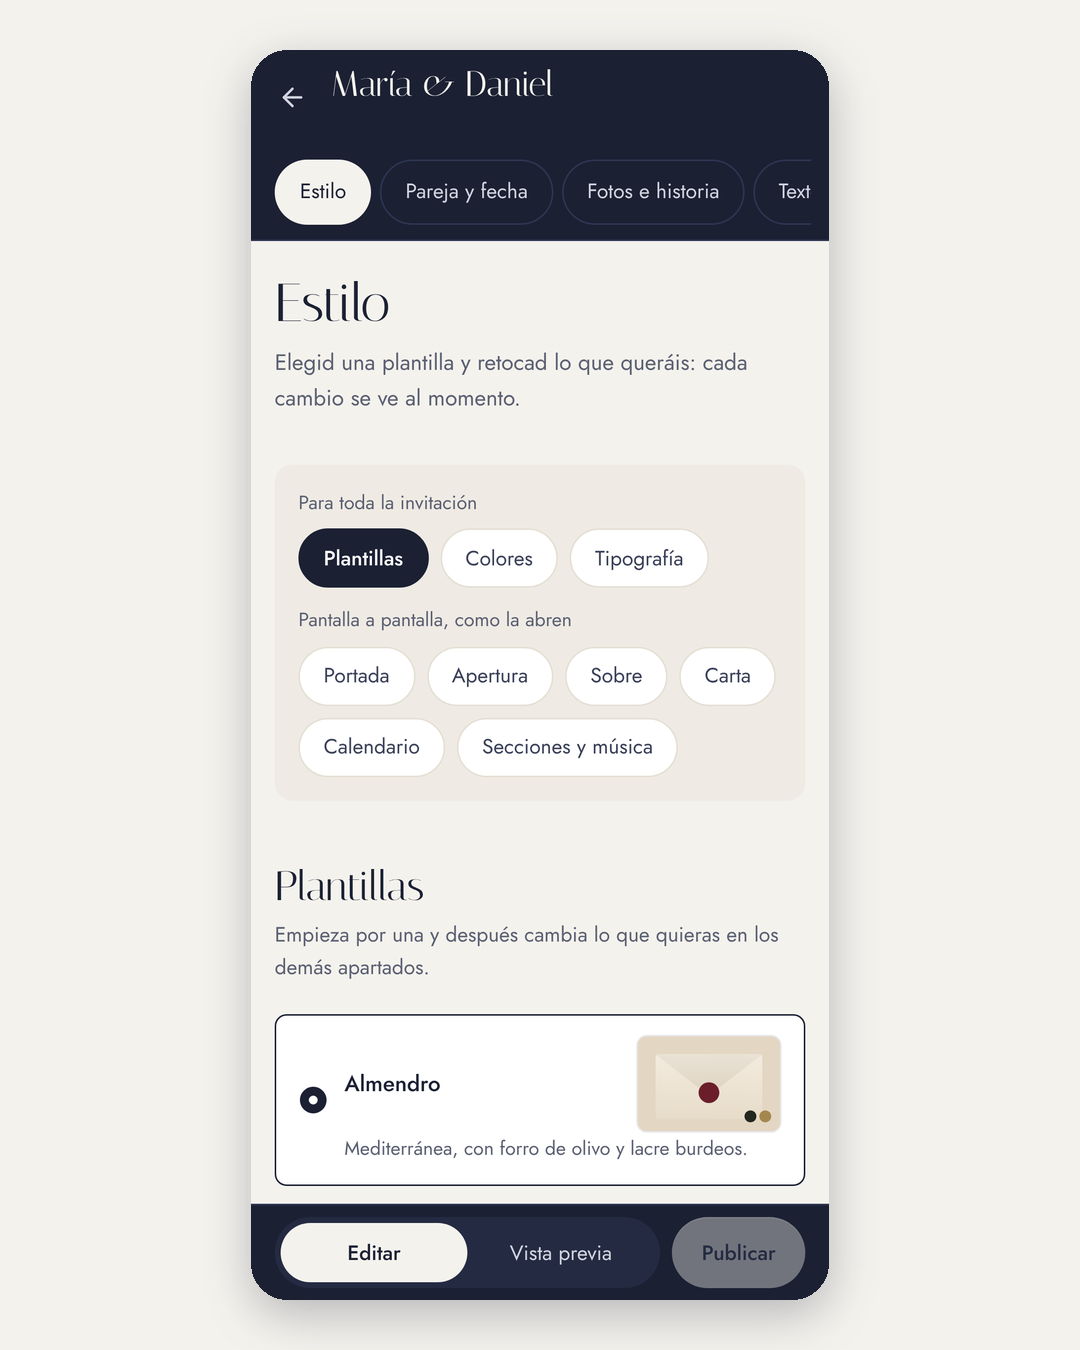 María & Daniel
Estilo
Pareja y fecha
Fotos e historia
Text
Estilo
Elegid una plantilla y retocad lo que queráis: cada
cambio se ve al momento.
Para toda la invitación
Plantillas
Colores
Tipografía
Pantalla a pantalla, como la abren
Portada
Apertura
Sobre
Carta
Calendario
Secciones y música
Plantillas
Empieza por una y después cambia lo que quieras en los
demás apartados.
Almendro
Mediterránea, con forro de olivo y lacre burdeos.
Editar
Vista previa
Publicar